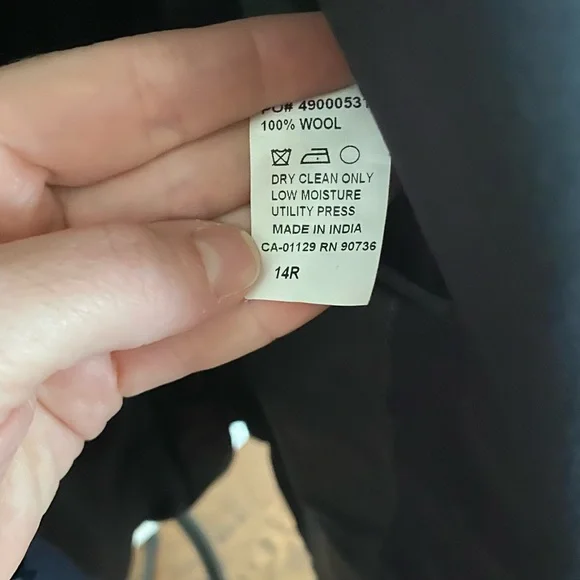 PO# 4900053
100% WOOL
DRY CLEAN ONLY
LOW MOISTURE
UTILITY PRESS
MADE IN INDIA
CA-01129 RN 90736
14R